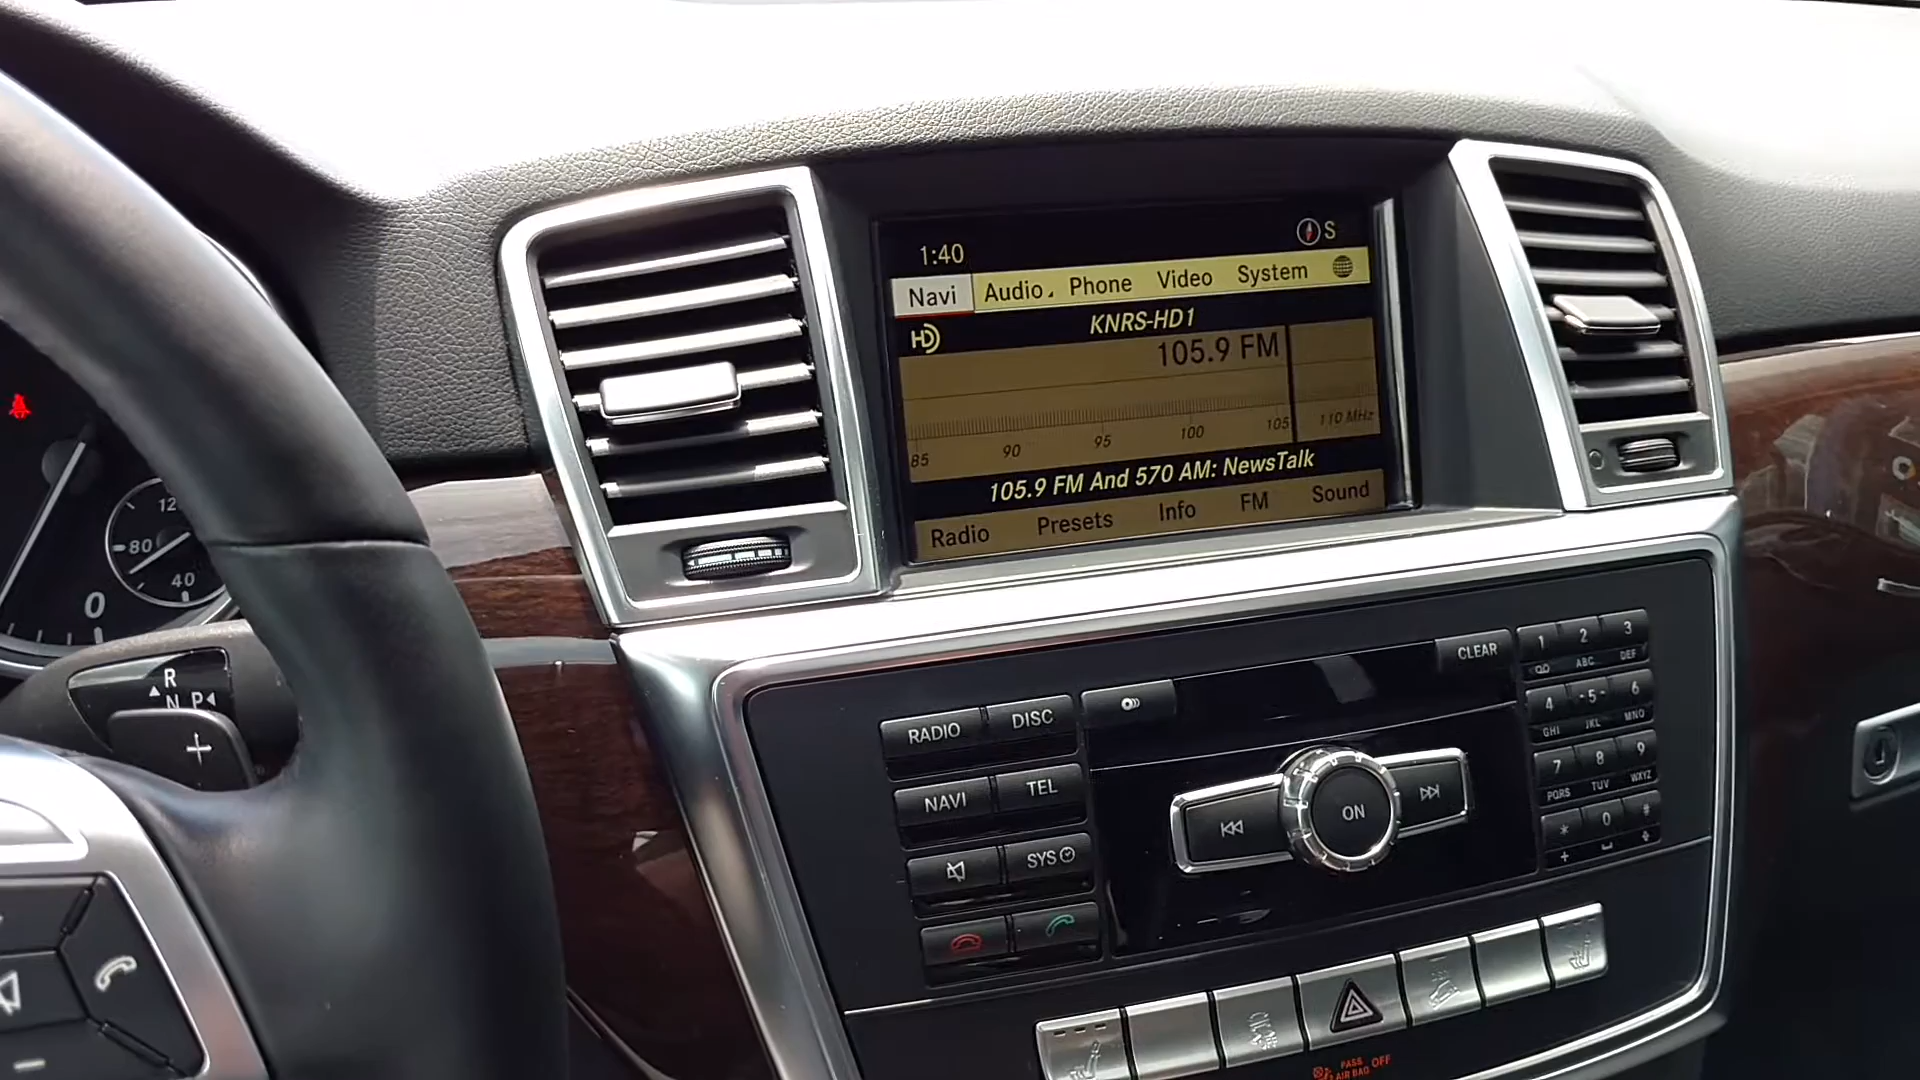 1:40
S
Navi Audio Phone Video System
KNRS-HD1
HD
105.9 FM
85 90 95 100 105 110 MHz
105.9 FM And 570 AM: NewsTalk
Radio Presets Info FM Sound
12
80
40
0
R
N P
+
RADIO DISC
NAVI TEL
SYS
CLEAR
ON
1 2 3
ABC DEF
4 -5- 6
GHI JKL MNO
7 8 9
PQRS TUV WXYZ
* 0 #
+
PASS
AIR BAG OFF